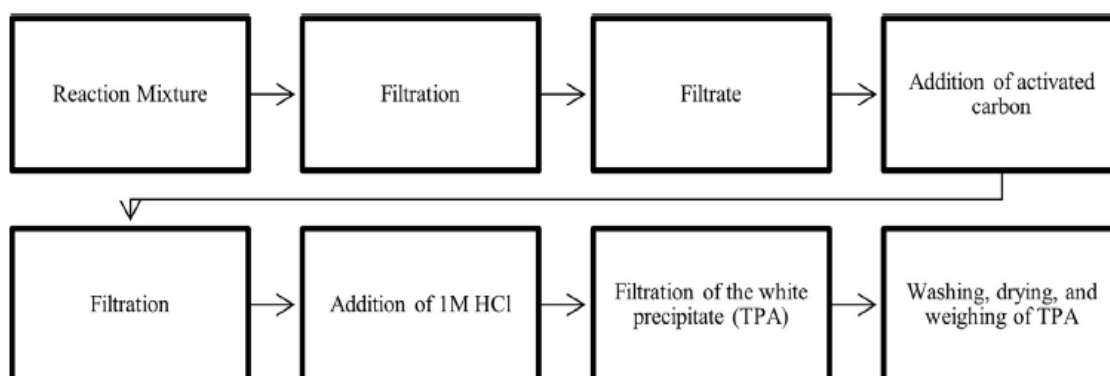 Reaction Mixture
Filtration
Filtrate
Addition of activated
carbon
Filtration
Addition of 1M HCl
Filtration of the white
precipitate (TPA)
Washing, drying, and
weighing of TPA